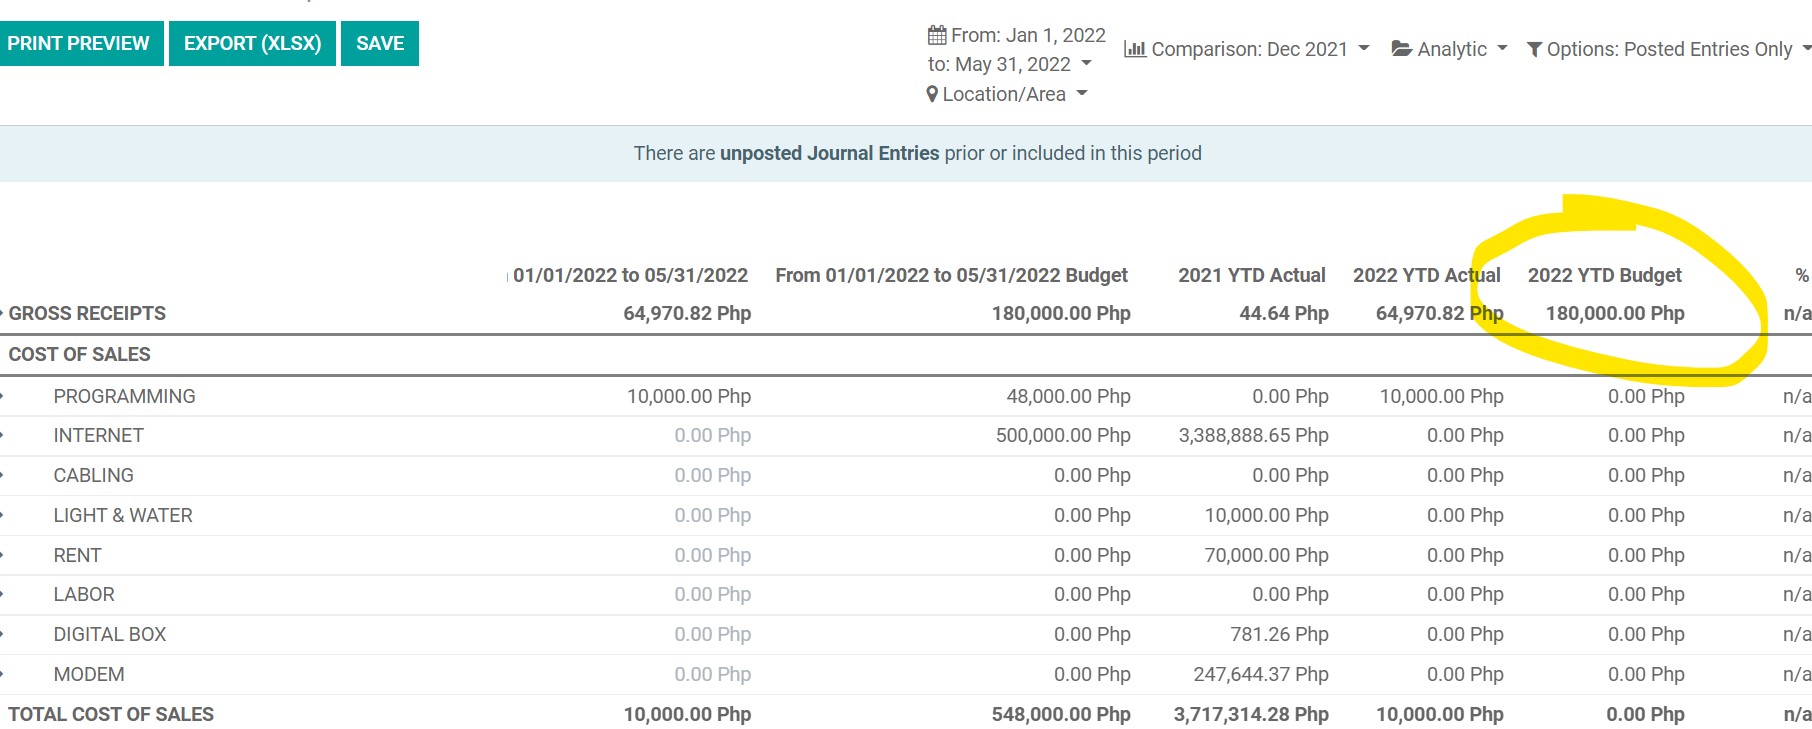 PRINT PREVIEW EXPORT (XLSX) SAVE
From: Jan 1, 2022
to: May 31, 2022
Comparison: Dec 2021 Analytic Options: Posted Entries Only
Location/Area
There are unposted Journal Entries prior or included in this period
01/01/2022 to 05/31/2022 From 01/01/2022 to 05/31/2022 Budget 2021 YTD Actual 2022 YTD Actual 2022 YTD Budget %
GROSS RECEIPTS 64,970.82 Php 180,000.00 Php 44.64 Php 64,970.82 Php 180,000.00 Php n/a
COST OF SALES
PROGRAMMING 10,000.00 Php 48,000.00 Php 0.00 Php 10,000.00 Php 0.00 Php n/a
INTERNET 0.00 Php 500,000.00 Php 3,388,888.65 Php 0.00 Php 0.00 Php n/a
CABLING 0.00 Php 0.00 Php 0.00 Php 0.00 Php 0.00 Php n/a
LIGHT & WATER 0.00 Php 0.00 Php 10,000.00 Php 0.00 Php 0.00 Php n/a
RENT 0.00 Php 0.00 Php 70,000.00 Php 0.00 Php 0.00 Php n/a
LABOR 0.00 Php 0.00 Php 0.00 Php 0.00 Php 0.00 Php n/a
DIGITAL BOX 0.00 Php 0.00 Php 781.26 Php 0.00 Php 0.00 Php n/a
MODEM 0.00 Php 0.00 Php 247,644.37 Php 0.00 Php 0.00 Php n/a
TOTAL COST OF SALES 10,000.00 Php 548,000.00 Php 3,717,314.28 Php 10,000.00 Php 0.00 Php n/a